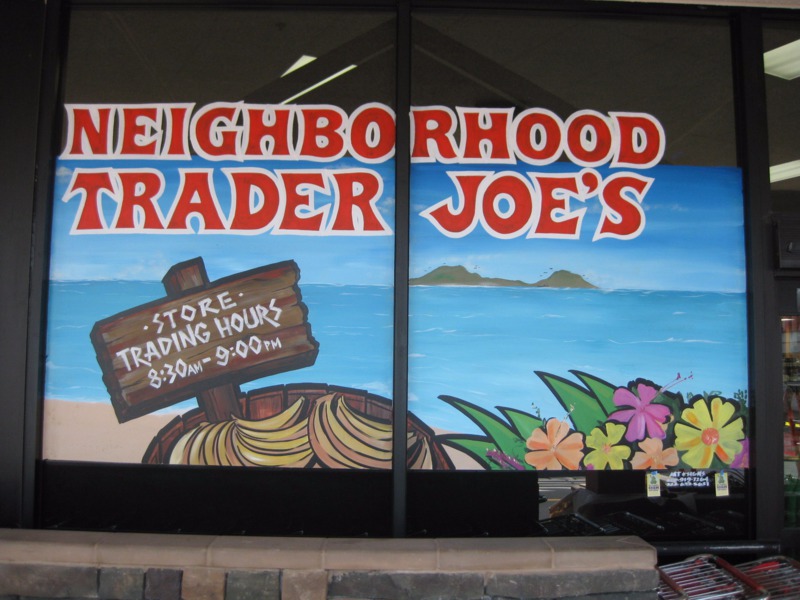 NEIGHBORHOOD
TRADER JOE'S
·STORE·
TRADING HOURS
8:30AM-9:00PM